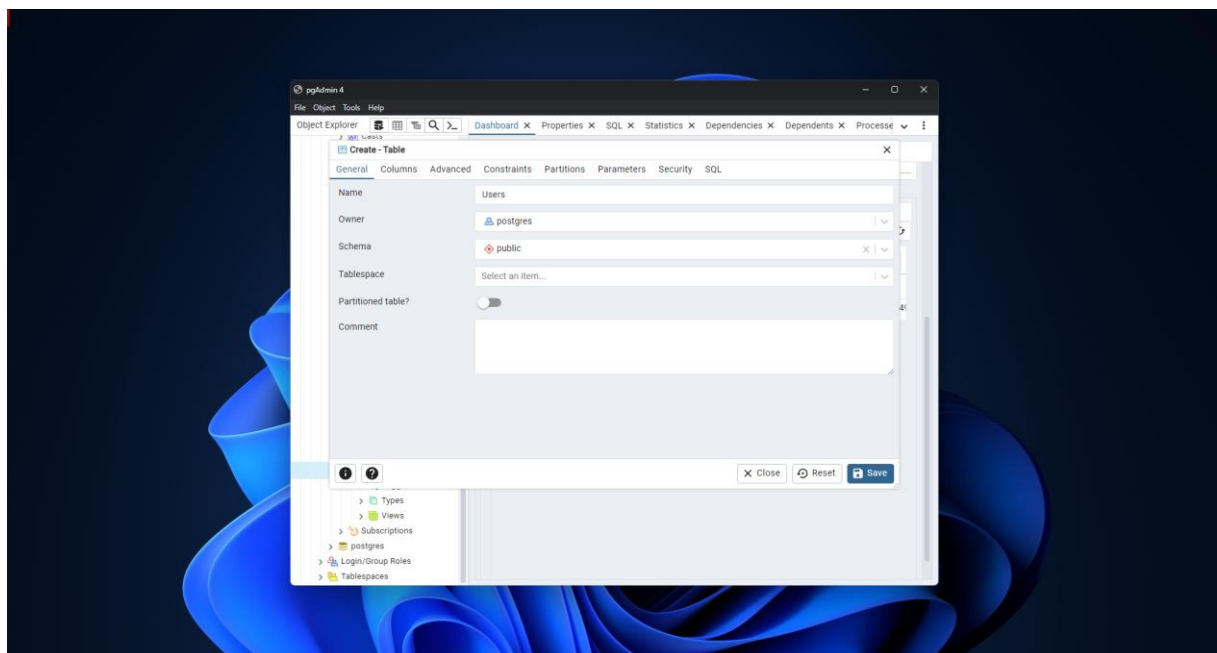 pgAdmin 4
File Object Tools Help
Object Explorer
Dashboard Properties SQL Statistics Dependencies Dependents Processe
Casts
Create - Table
General Columns Advanced Constraints Partitions Parameters Security SQL
Name Users
Owner postgres
Schema public
Tablespace Select an item...
Partitioned table?
Comment
Close Reset Save
Types
Views
Subscriptions
postgres
Login/Group Roles
Tablespaces